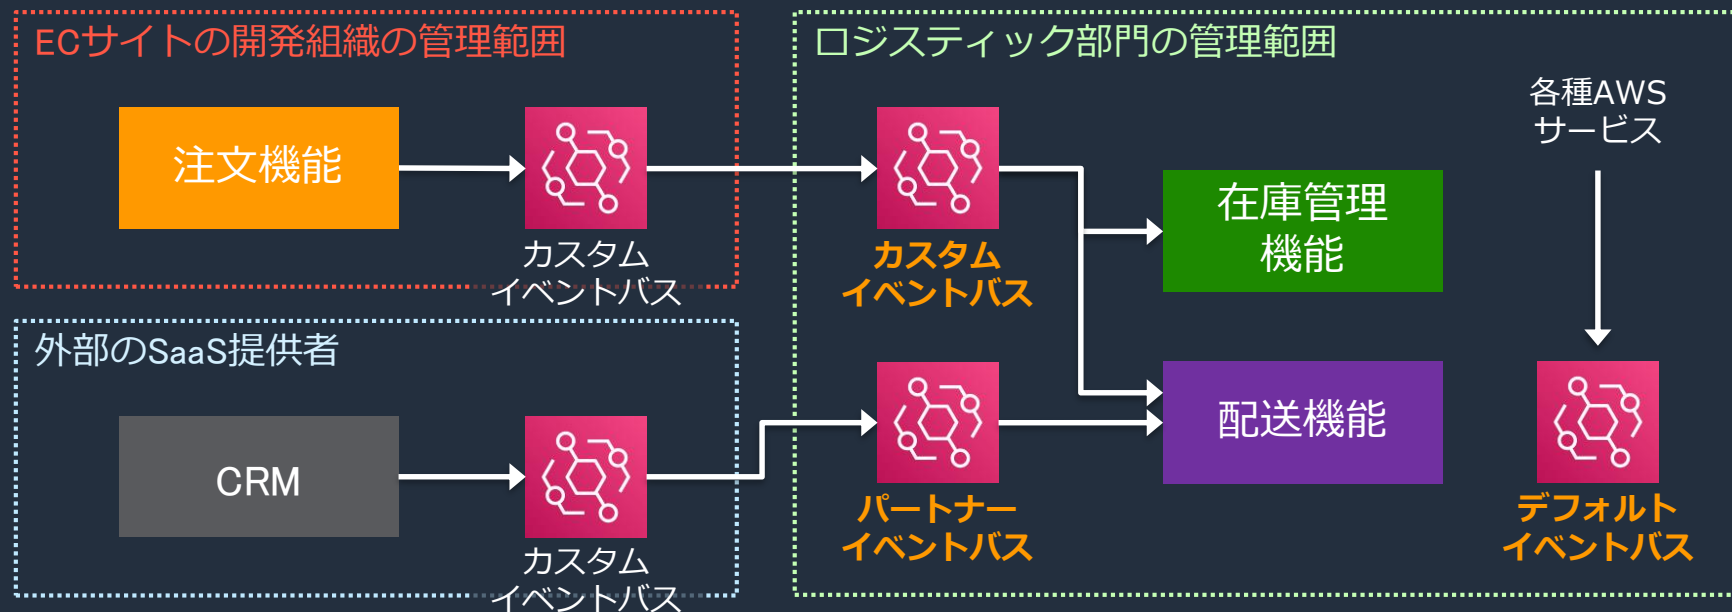 ECサイトの開発組織の管理範囲
注文機能
カスタム
イベントバス
外部のSaaS提供者
CRM
カスタム
イベントバス
ロジスティック部門の管理範囲
カスタム
イベントバス
パートナー
イベントバス
在庫管理
機能
配送機能
各種AWS
サービス
デフォルト
イベントバス